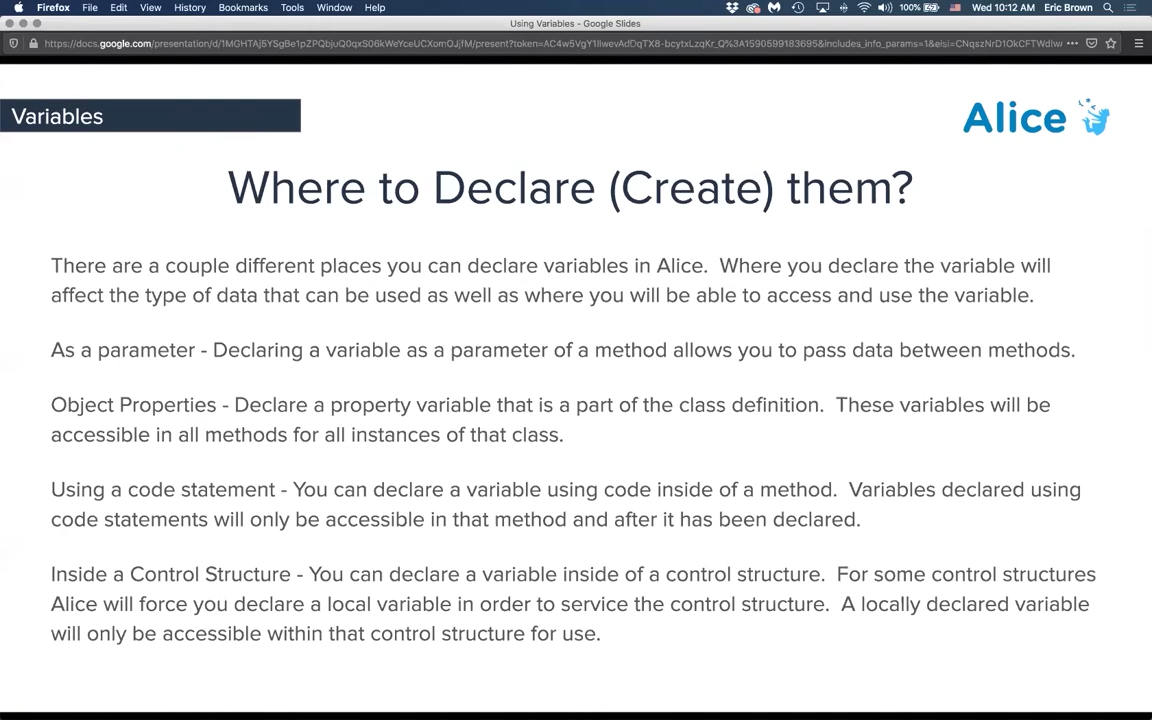 Firefox File Edit View History Bookmarks Tools Window Help 100% Wed 10:12 AM Eric Brown
Using Variables - Google Slides
Variables
Alice
Where to Declare (Create) them?
There are a couple different places you can declare variables in Alice. Where you declare the variable will
affect the type of data that can be used as well as where you will be able to access and use the variable.
As a parameter - Declaring a variable as a parameter of a method allows you to pass data between methods.
Object Properties - Declare a property variable that is a part of the class definition. These variables will be
accessible in all methods for all instances of that class.
Using a code statement - You can declare a variable using code inside of a method. Variables declared using
code statements will only be accessible in that method and after it has been declared.
Inside a Control Structure - You can declare a variable inside of a control structure. For some control structures
Alice will force you declare a local variable in order to service the control structure. A locally declared variable
will only be accessible within that control structure for use.